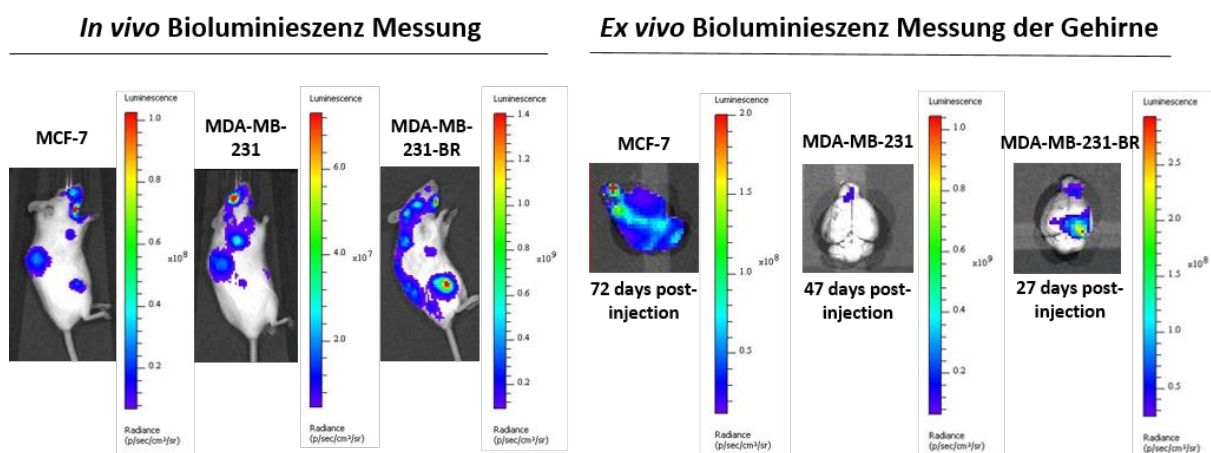 In vivo Bioluminieszenz Messung
Ex vivo Bioluminieszenz Messung der Gehirne
MCF-7
Luminescence
1.0
0.8
0.6
x10⁸
0.4
0.2
Radiance
(p/sec/cm²/sr)
MDA-MB-
231
Luminescence
6.0
x10⁷
4.0
2.0
Radiance
(p/sec/cm²/sr)
MDA-MB-
231-BR
Luminescence
1.4
1.2
1.0
0.8
x10⁹
0.6
0.4
0.2
Radiance
(p/sec/cm²/sr)
MCF-7
72 days post-
injection
Luminescence
2.0
1.5
x10⁸
1.0
0.5
Radiance
(p/sec/cm²/sr)
MDA-MB-231
47 days post-
injection
Luminescence
1.0
0.8
0.6
x10⁹
0.4
0.2
Radiance
(p/sec/cm²/sr)
MDA-MB-231-BR
27 days post-
injection
Luminescence
2.5
2.0
1.5
x10⁸
1.0
0.5
Radiance
(p/sec/cm²/sr)